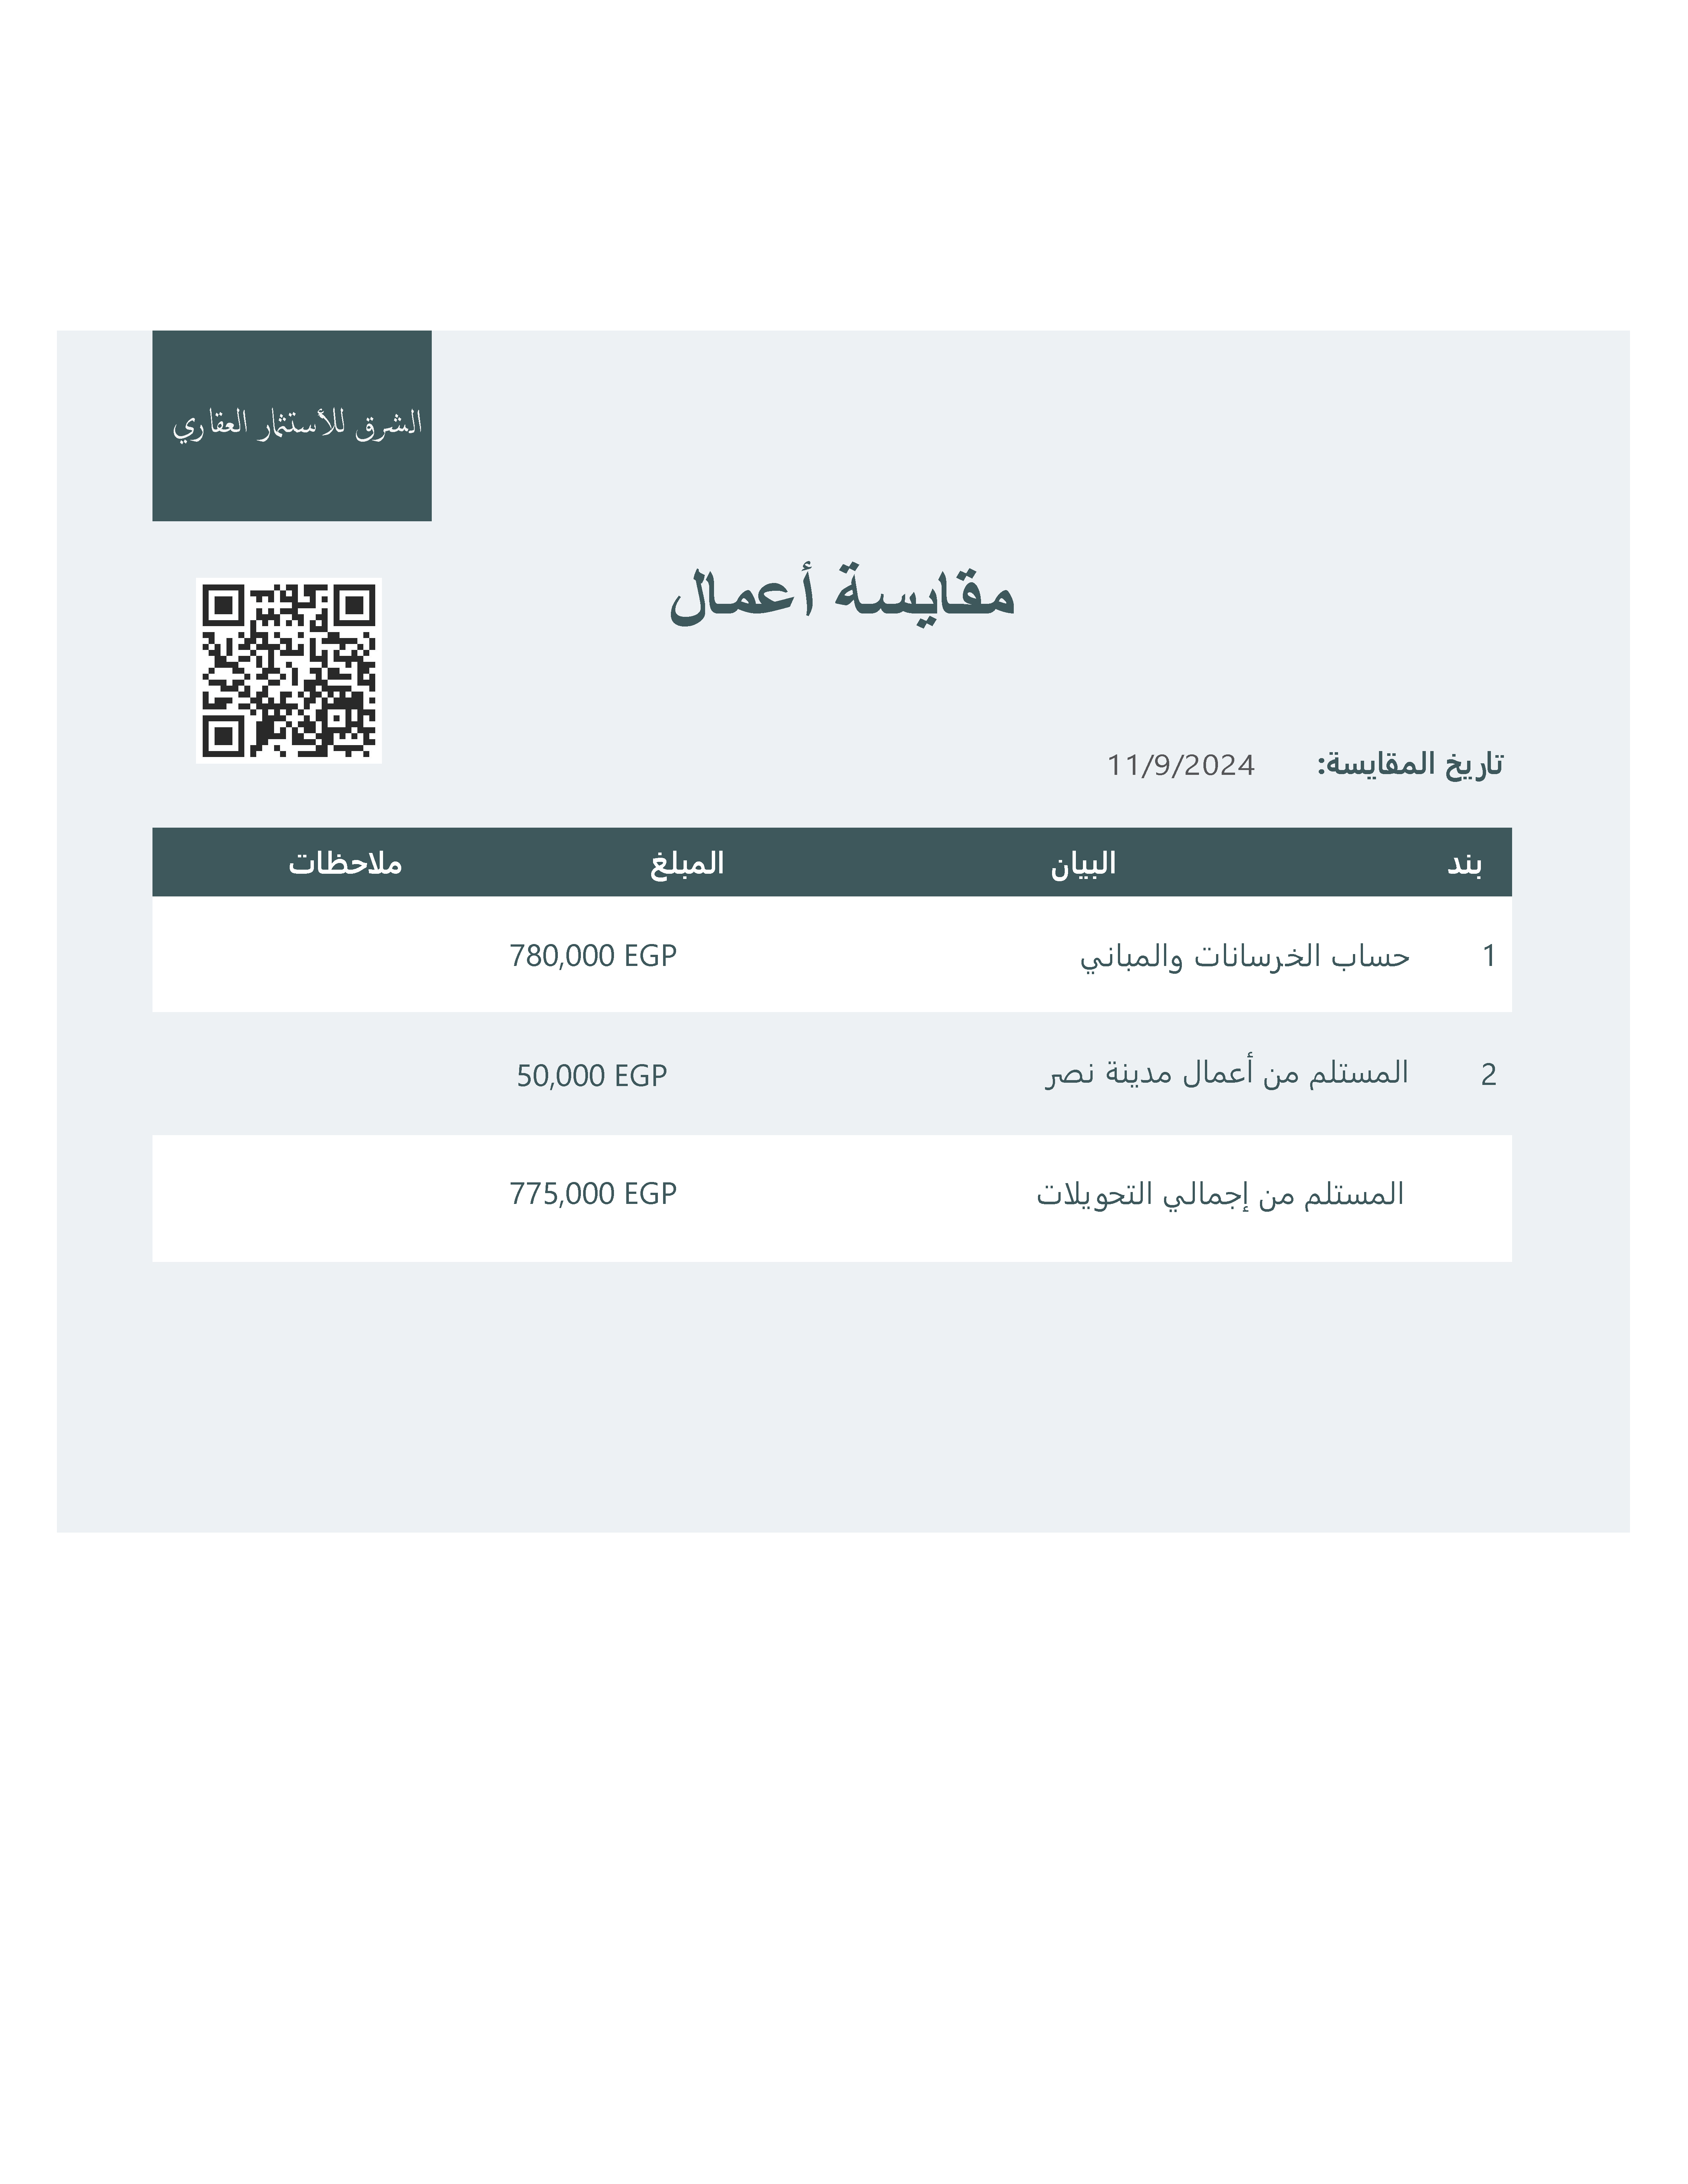 الشرق للأستثمار العقاري
مقايسة أعمال
تاريخ المقايسة: 11/9/2024
بند البيان المبلغ ملاحظات
1 حساب الخرسانات والمباني 780,000 EGP
2 المستلم من أعمال مدينة نصر 50,000 EGP
المستلم من إجمالي التحويلات 775,000 EGP